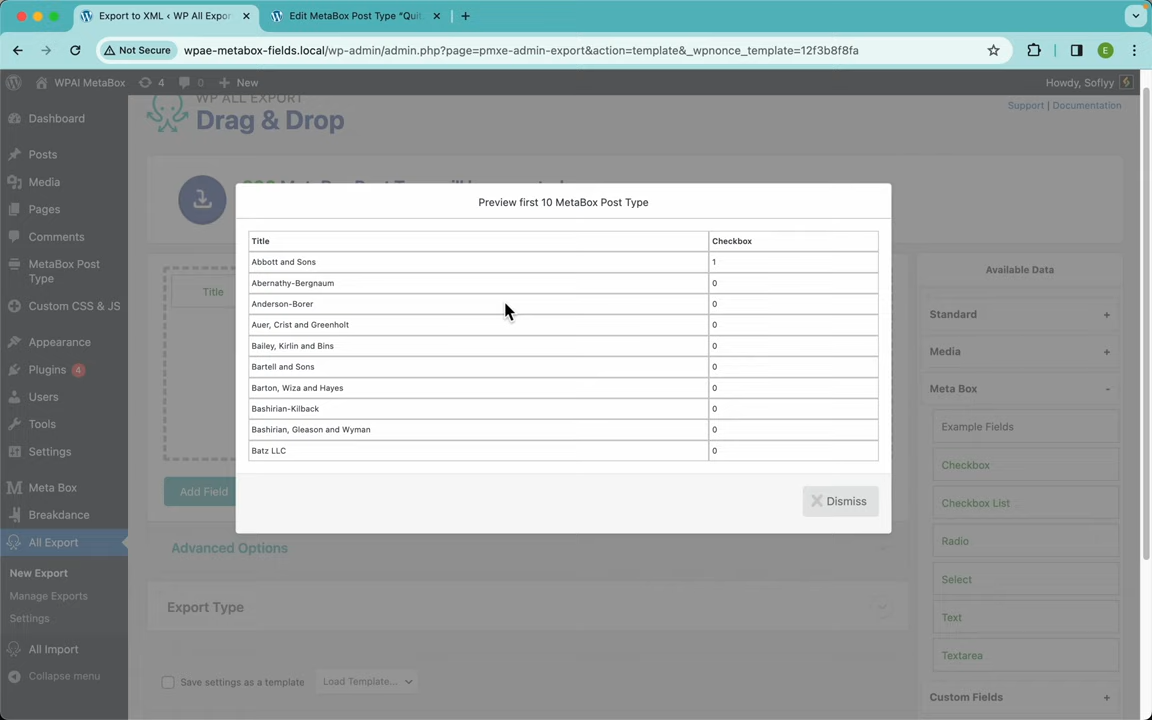 Export to XML ‹ WP All Export
Edit MetaBox Post Type "Quit
Not Secure
wpae-metabox-fields.local/wp-admin/admin.php?page=pmxe-admin-export&action=template&_wpnonce_template=12f3b8f8fa
E
WPAI MetaBox
4
0
New
Howdy, Soflyy
Dashboard
Posts
Media
Pages
Comments
MetaBox Post
Type
Custom CSS & JS
Appearance
Plugins 4
Users
Tools
Settings
Meta Box
Breakdance
All Export
New Export
Manage Exports
Settings
All Import
Collapse menu
WP ALL EXPORT
Drag & Drop
Support | Documentation
Title
Add Field
Advanced Options
Export Type
Save settings as a template
Load Template...
Preview first 10 MetaBox Post Type
Title Checkbox
Abbott and Sons 1
Abernathy-Bergnaum 0
Anderson-Borer 0
Auer, Crist and Greenholt 0
Bailey, Kirlin and Bins 0
Bartell and Sons 0
Barton, Wiza and Hayes 0
Bashirian-Kilback 0
Bashirian, Gleason and Wyman 0
Batz LLC 0
Dismiss
Available Data
Standard +
Media +
Meta Box -
Example Fields
Checkbox
Checkbox List
Radio
Select
Text
Textarea
Custom Fields +